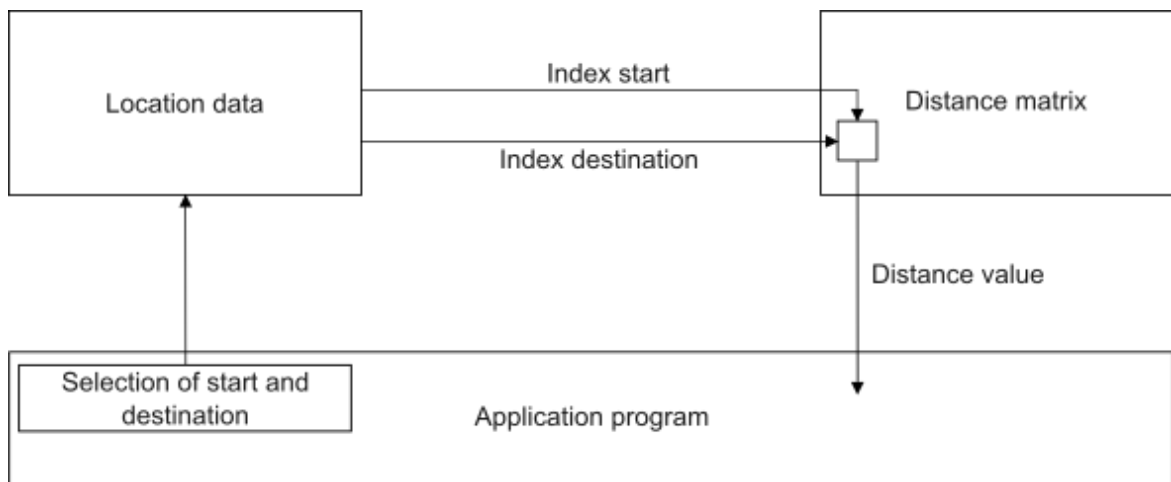 Index start
Location data
Distance matrix
Index destination
Distance value
Selection of start and
destination
Application program